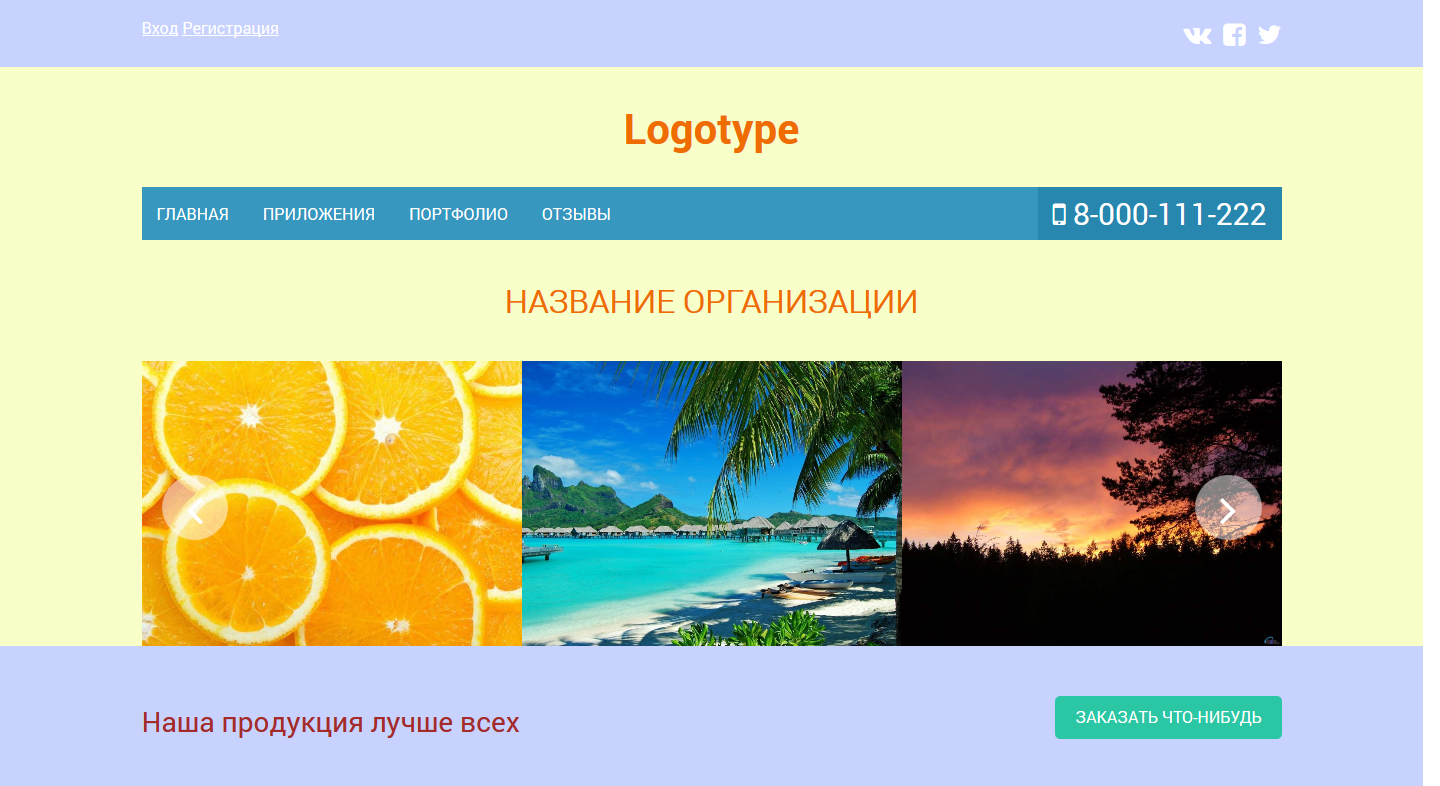 Вход Регистрация
Logotype
ГЛАВНАЯ ПРИЛОЖЕНИЯ ПОРТФОЛИО ОТЗЫВЫ 8-000-111-222
НАЗВАНИЕ ОРГАНИЗАЦИИ
Наша продукция лучше всех
ЗАКАЗАТЬ ЧТО-НИБУДЬ